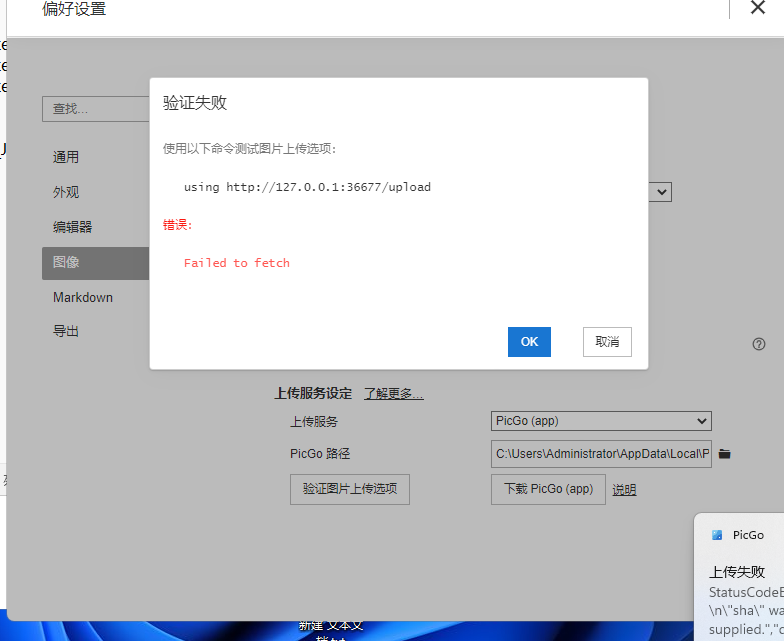 偏好设置
验证失败
查找...
使用以下命令测试图片上传选项:
通用
using http://127.0.0.1:36677/upload
外观
编辑器
错误:
图像
Failed to fetch
Markdown
导出
OK
取消
上传服务设定 了解更多...
上传服务
PicGo (app)
PicGo 路径
C:\Users\Administrator\AppData\Local\P
验证图片上传选项
下载 PicGo (app)
说明
PicGo
上传失败
StatusCodeE
\n\"sha\" wa
supplied.","d
新建 文本文